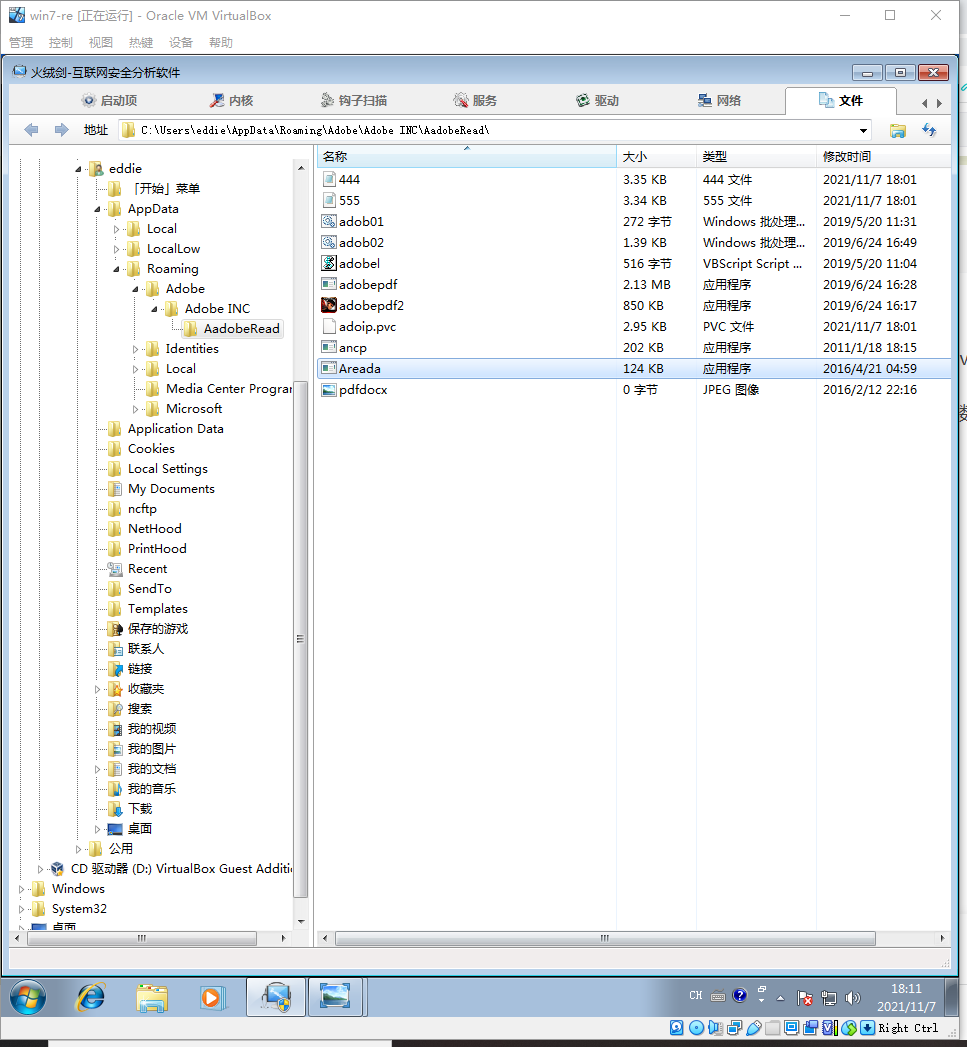 win7-re [正在运行] - Oracle VM VirtualBox
管理 控制 视图 热键 设备 帮助
火绒剑-互联网安全分析软件
启动项 内核 钩子扫描 服务 驱动 网络 文件
地址 C:\Users\eddie\AppData\Roaming\Adobe\Adobe INC\AadobeRead\
eddie
「开始」菜单
AppData
Local
LocalLow
Roaming
Adobe
Adobe INC
AadobeRead
Identities
Local
Media Center Prograr
Microsoft
Application Data
Cookies
Local Settings
My Documents
ncftp
NetHood
PrintHood
Recent
SendTo
Templates
保存的游戏
联系人
链接
收藏夹
搜索
我的视频
我的图片
我的文档
我的音乐
下载
桌面
公用
CD 驱动器 (D:) VirtualBox Guest Additi
Windows
System32
桌面
名称 大小 类型 修改时间
444 3.35 KB 444 文件 2021/11/7 18:01
555 3.34 KB 555 文件 2021/11/7 18:01
adob01 272 字节 Windows 批处理... 2019/5/20 11:31
adob02 1.39 KB Windows 批处理... 2019/6/24 16:49
adobel 516 字节 VBScript Script ... 2019/5/20 11:04
adobepdf 2.13 MB 应用程序 2019/6/24 16:28
adobepdf2 850 KB 应用程序 2019/6/24 16:17
adoip.pvc 2.95 KB PVC 文件 2021/11/7 18:01
ancp 202 KB 应用程序 2011/1/18 18:15
Areada 124 KB 应用程序 2016/4/21 04:59
pdfdocx 0 字节 JPEG 图像 2016/2/12 22:16
CH
18:11
2021/11/7
Right Ctrl